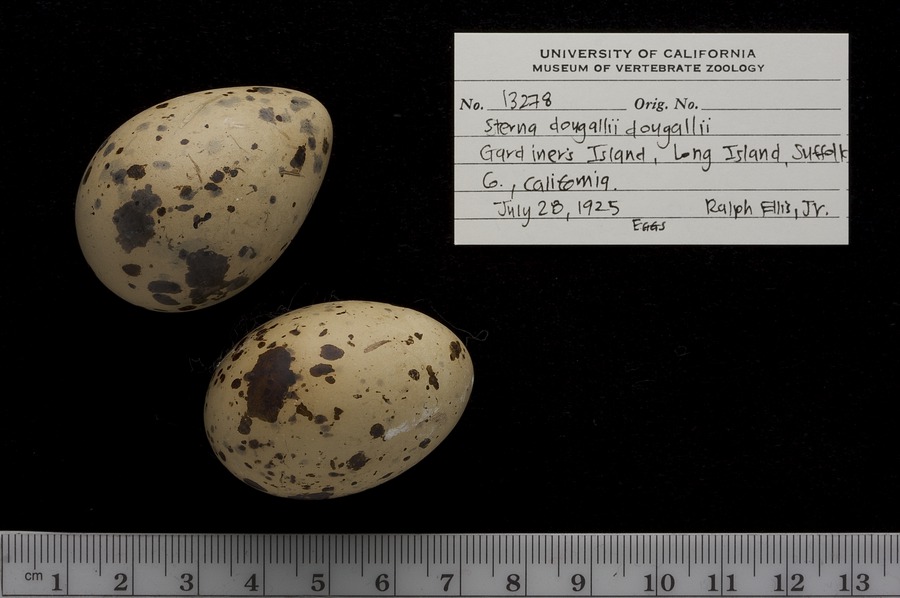 UNIVERSITY OF CALIFORNIA
MUSEUM OF VERTEBRATE ZOOLOGY
No. 13278 Orig. No.
Sterna dougallii dougallii
Gardiner's Island, Long Island, Suffolk
Co., California.
July 28, 1925 Ralph Ellis, Jr.
EGGS
cm 1 2 3 4 5 6 7 8 9 10 11 12 13